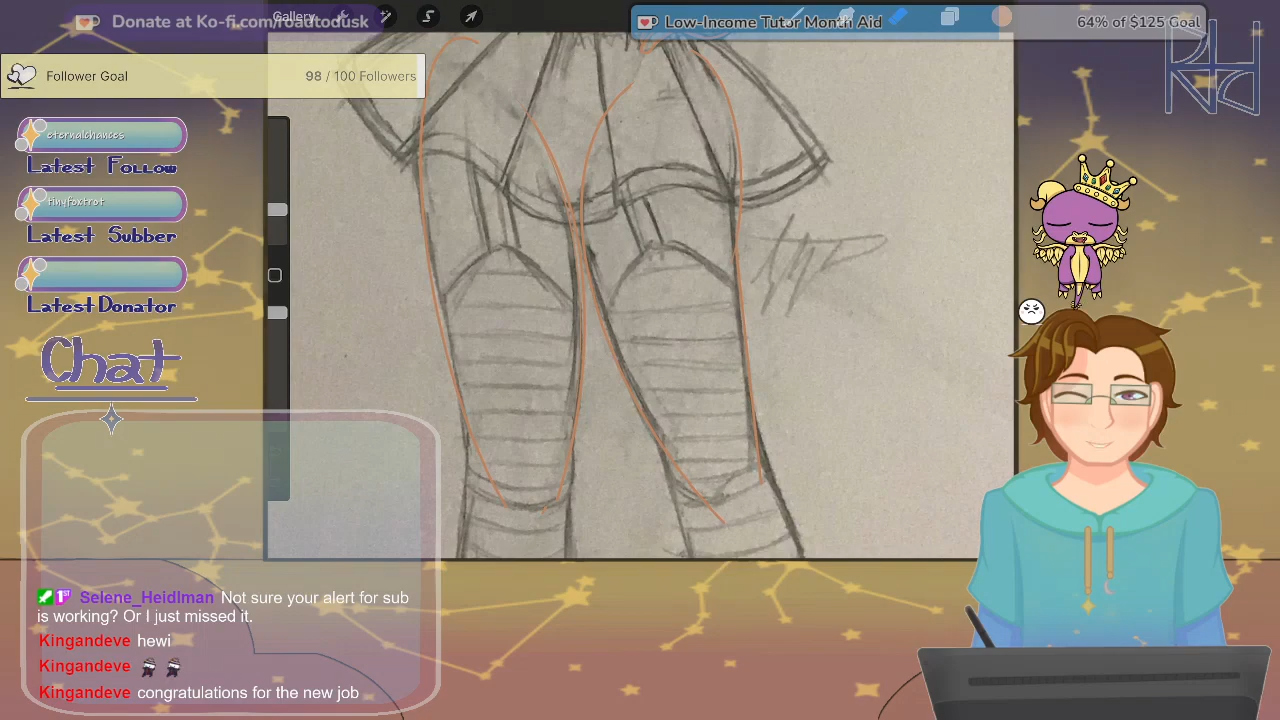 Donate at Ko-fi.com/roadtodusk
Gallery
Low-Income Tutor Month Aid
64% of $125 Goal
Follower Goal
98 / 100 Followers
eternalchances
Latest Follow
tinyfoxtrot
Latest Subber
Latest Donator
Chat
Selene_Heidlman Not sure your alert for sub
is working? Or I just missed it.
Kingandeve hewi
Kingandeve
Kingandeve congratulations for the new job